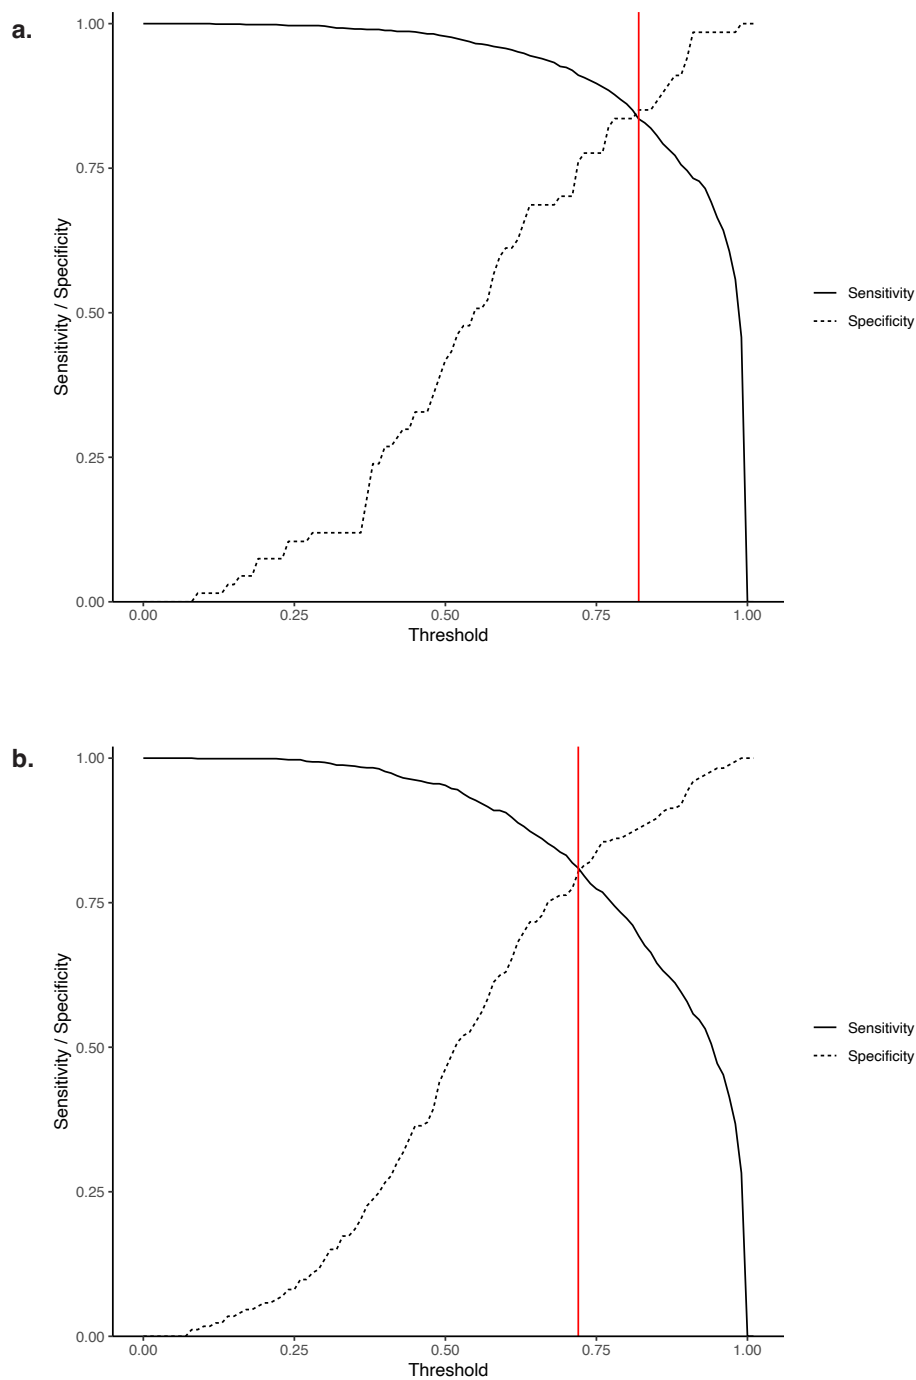 a.
1.00
0.75
0.50
0.25
0.00
Sensitivity / Specificity
0.00 0.25 0.50 0.75 1.00
Threshold
Sensitivity
Specificity
b.
1.00
0.75
0.50
0.25
0.00
Sensitivity / Specificity
0.00 0.25 0.50 0.75 1.00
Threshold
Sensitivity
Specificity